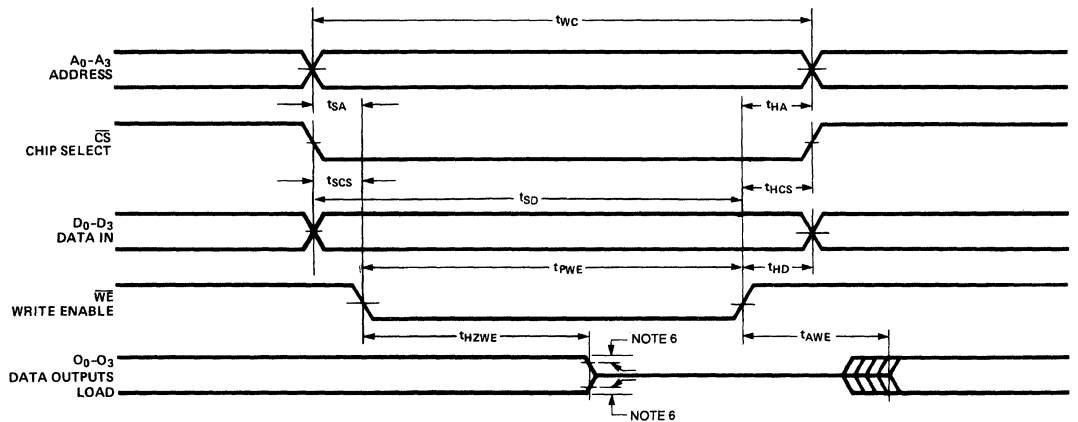 tWC
A0–A3
ADDRESS
tSA
tHA
CS
CHIP SELECT
tSCS
tHCS
tSD
D0–D3
DATA IN
tPWE
tHD
WE
WRITE ENABLE
tHZWE
NOTE 6
tAWE
O0–O3
DATA OUTPUTS
LOAD
NOTE 6